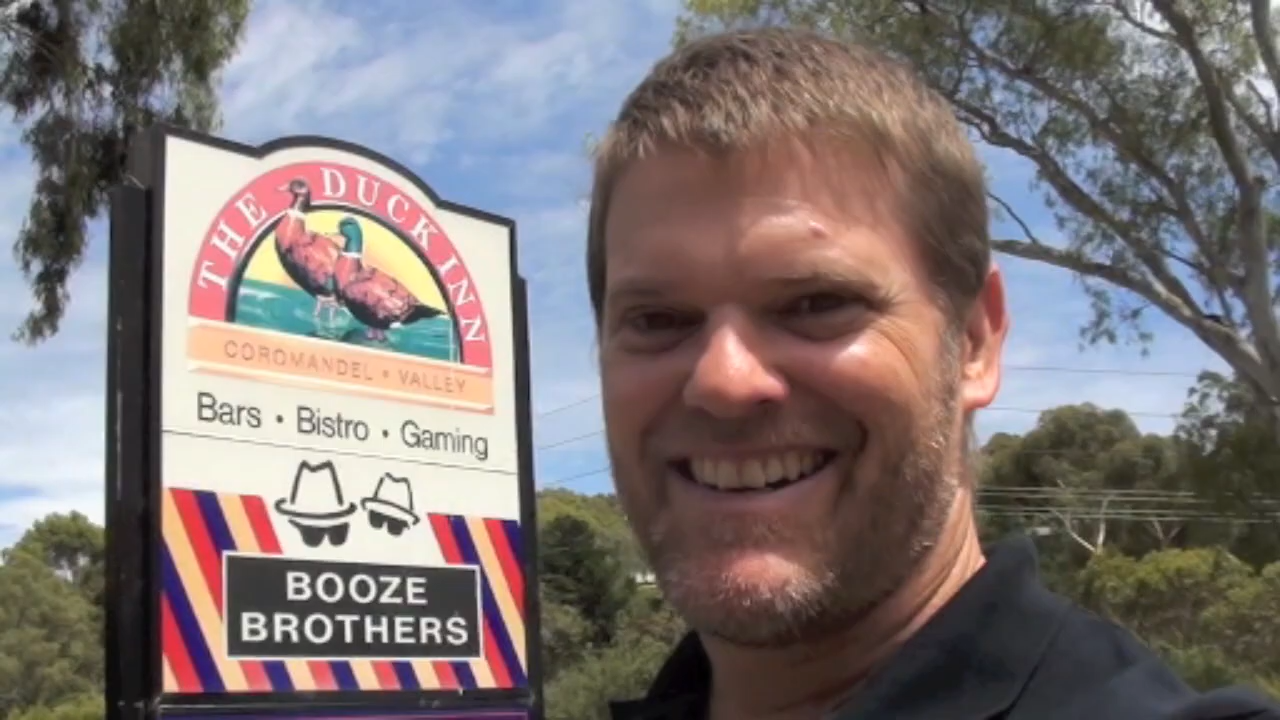 THE DUCK INN
COROMANDEL • VALLEY
Bars • Bistro • Gaming
BOOZE
BROTHERS